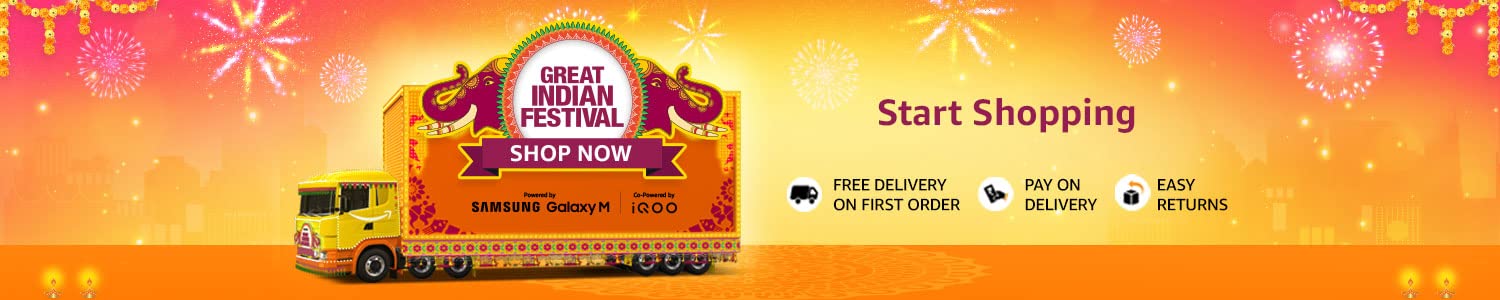 GREAT
INDIAN
FESTIVAL
SHOP NOW
Powered by
SAMSUNG Galaxy M
Co-Powered by
iQOO
Start Shopping
FREE DELIVERY
ON FIRST ORDER
PAY ON
DELIVERY
EASY
RETURNS